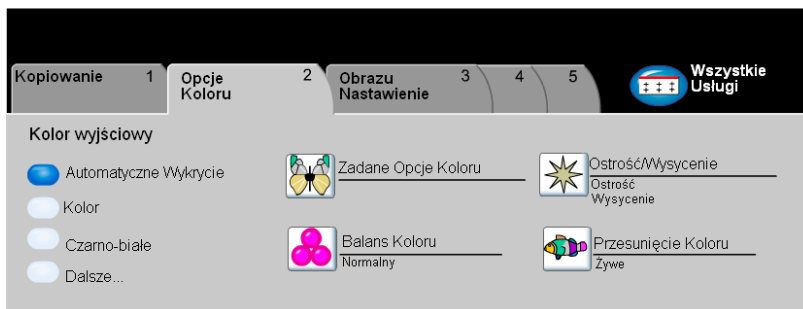 Kopiowanie 1
Opcje 2
Koloru
Obrazu 3
Nastawienie
4
5
Wszystkie
Usługi
Kolor wyjściowy
Automatyczne Wykrycie
Kolor
Czarno-białe
Dalsze...
Zadane Opcje Koloru
Balans Koloru
Normalny
Ostrość/Wysycenie
Ostrość
Wysycenie
Przesunięcie Koloru
Żywe